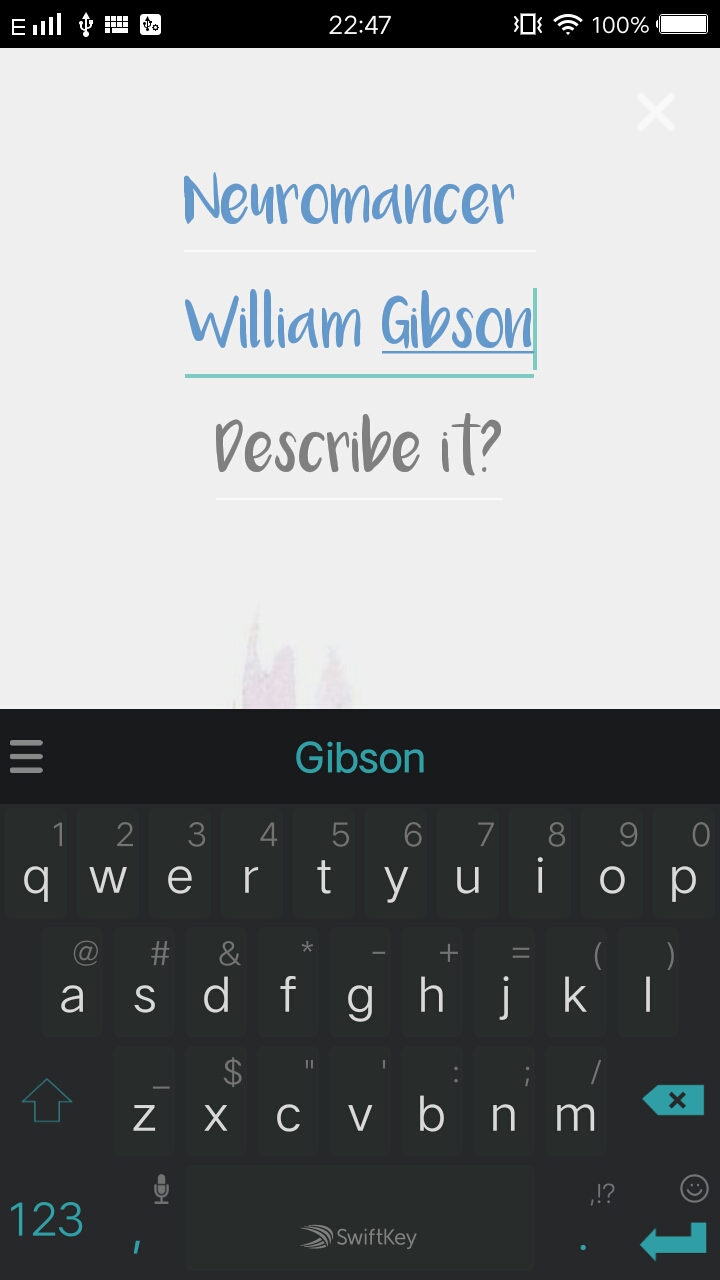 E 22:47 100%
Neuromancer
William Gibson
Describe it?
Gibson
1 2 3 4 5 6 7 8 9 0
q w e r t y u i o p
@ # & * - + = ( )
a s d f g h j k l
_ $ " ' : ; /
z x c v b n m
123 , SwiftKey ,!? .